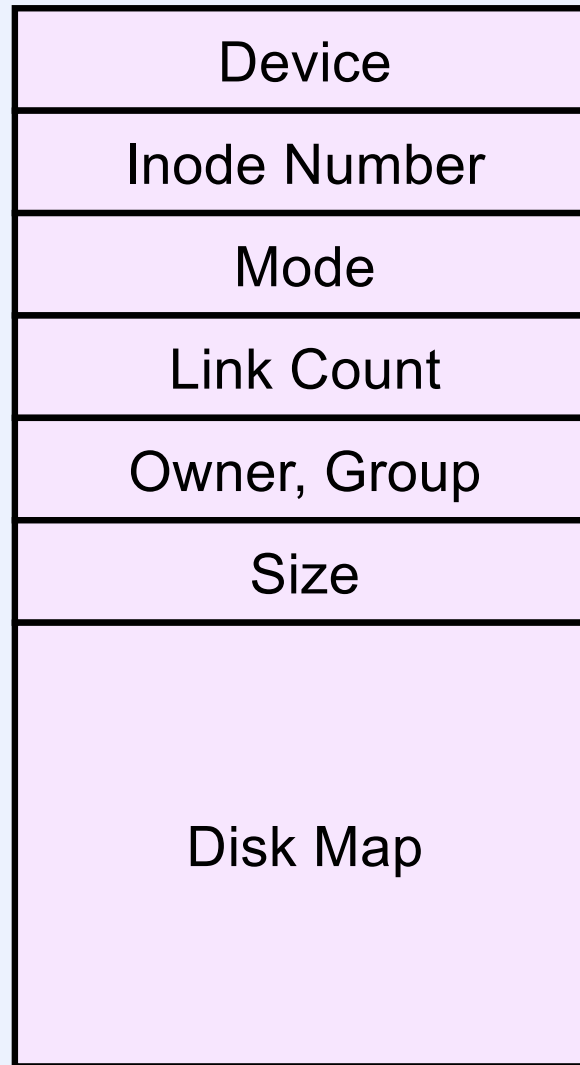 Device
Inode Number
Mode
Link Count
Owner, Group
Size
Disk Map